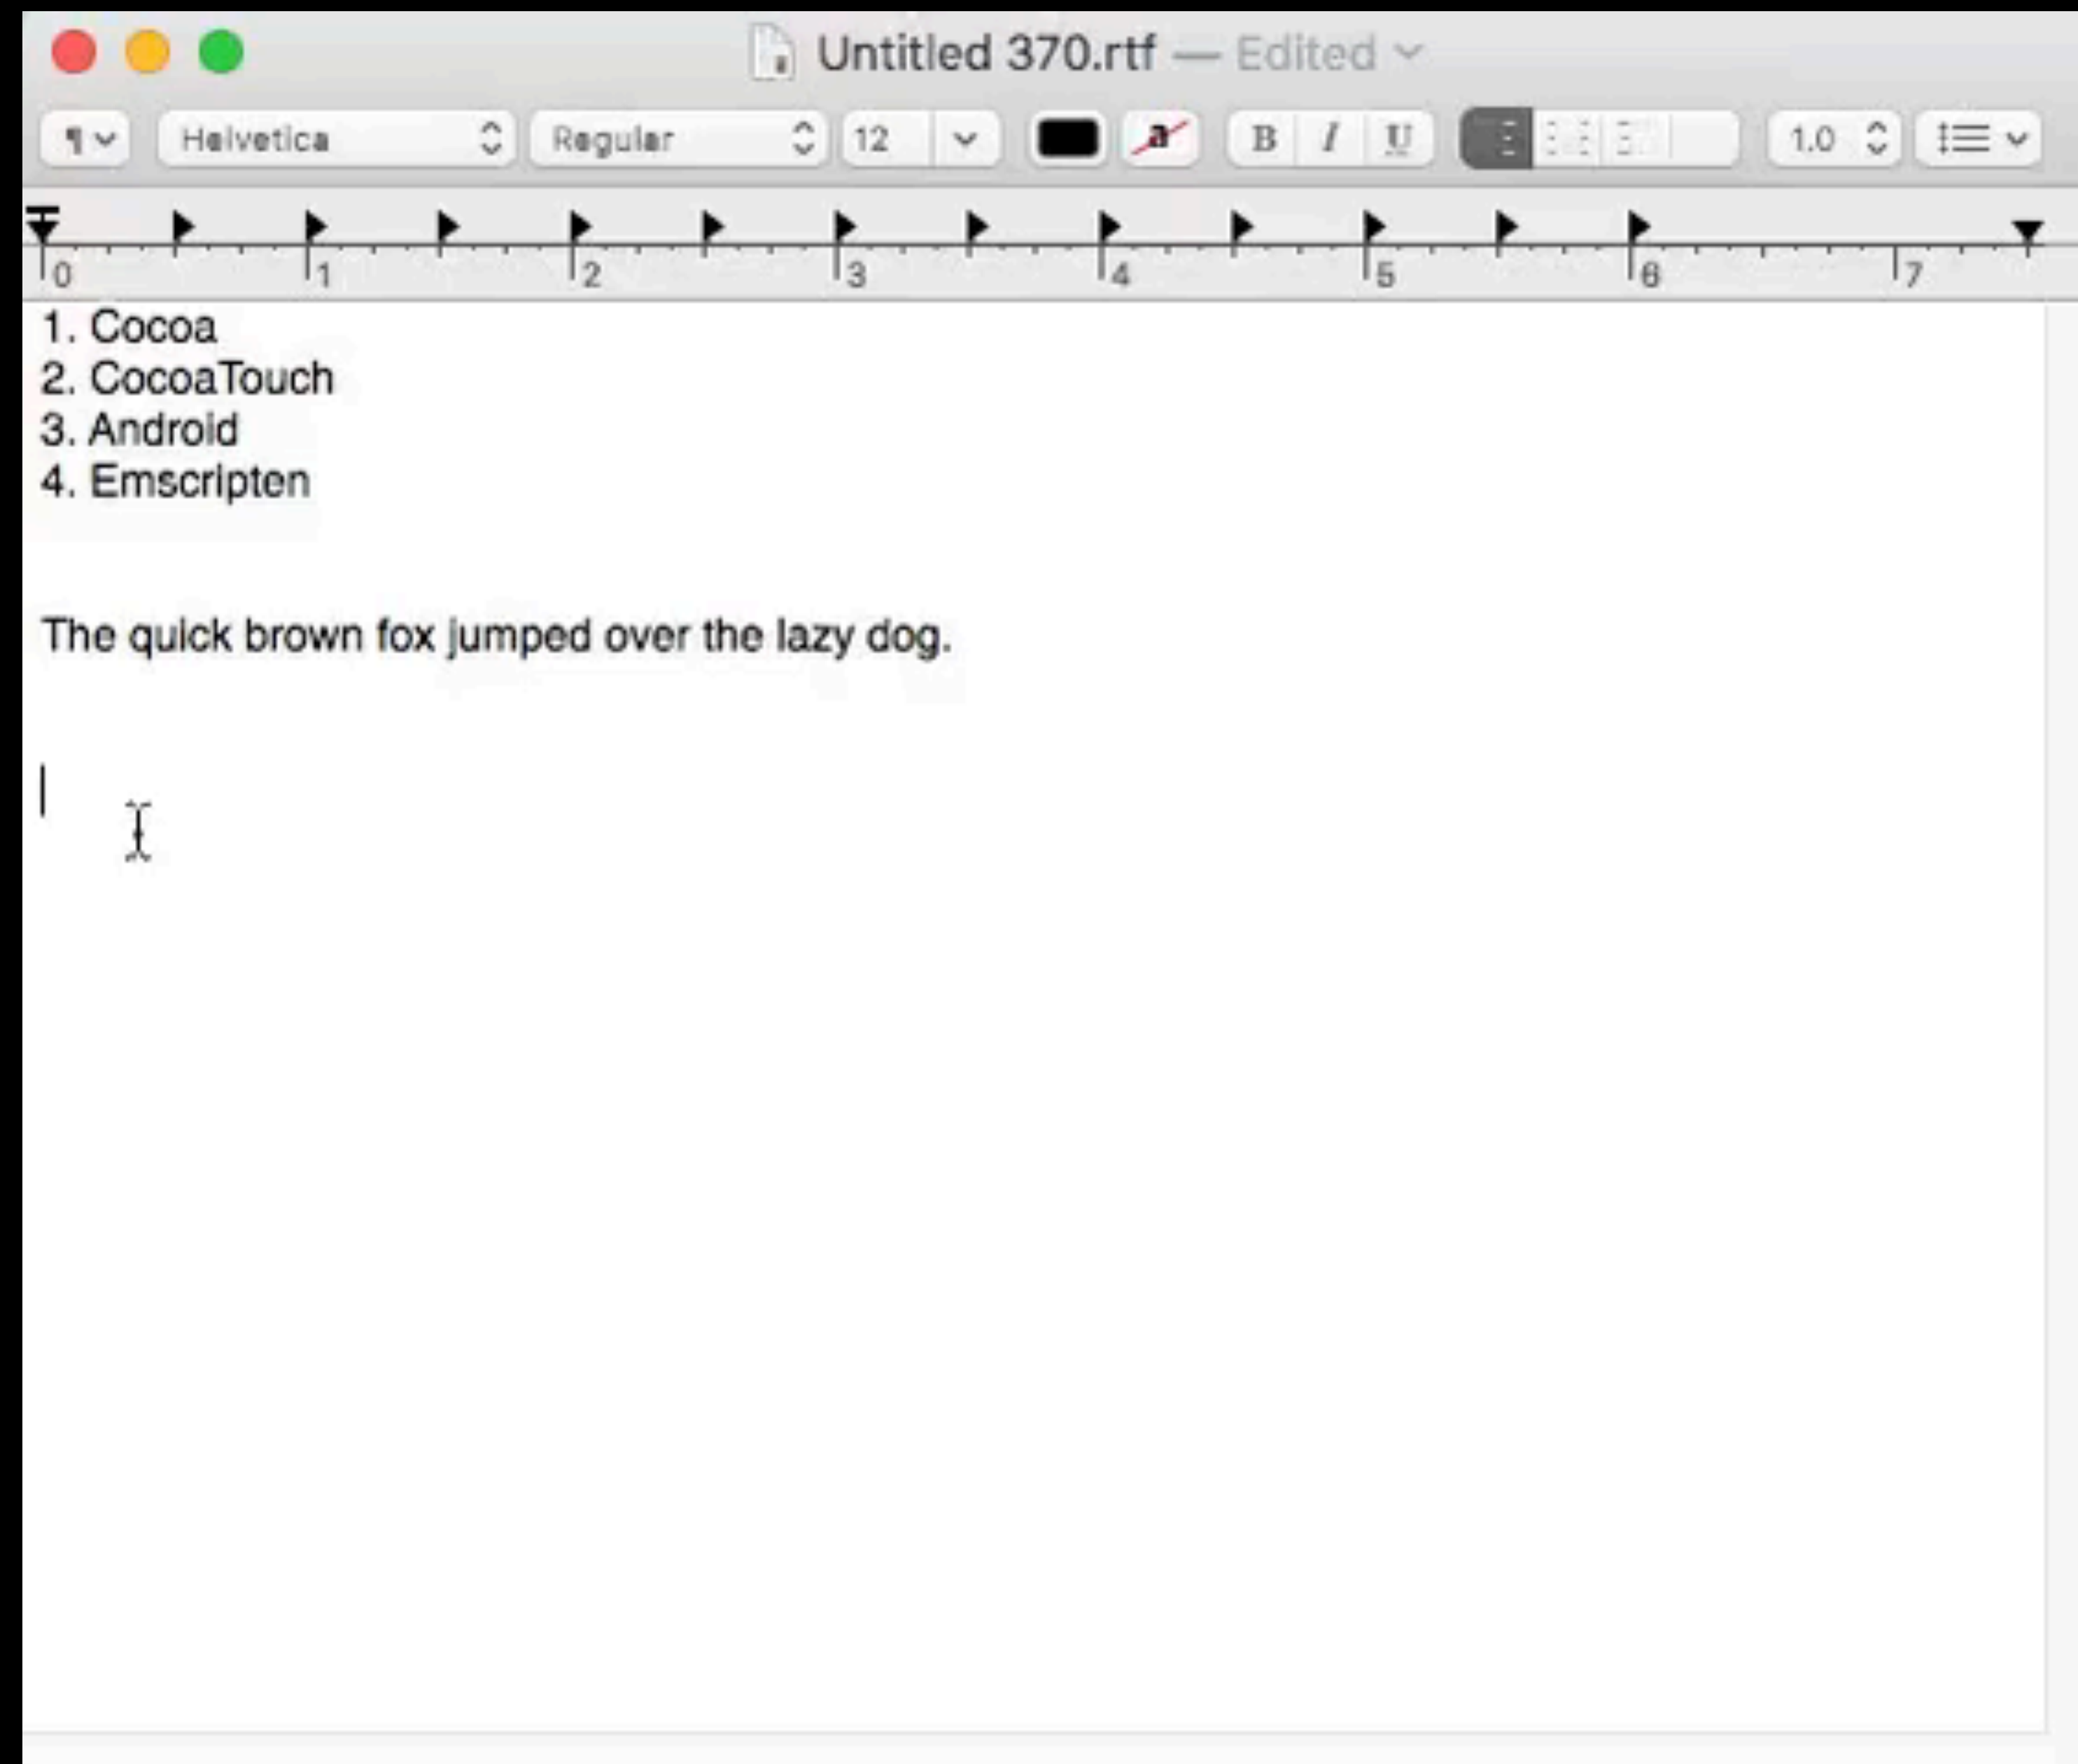 Untitled 370.rtf — Edited
¶ Helvetica Regular 12 a B I U 1.0
0 1 2 3 4 5 6 7
1. Cocoa
2. CocoaTouch
3. Android
4. Emscripten
The quick brown fox jumped over the lazy dog.